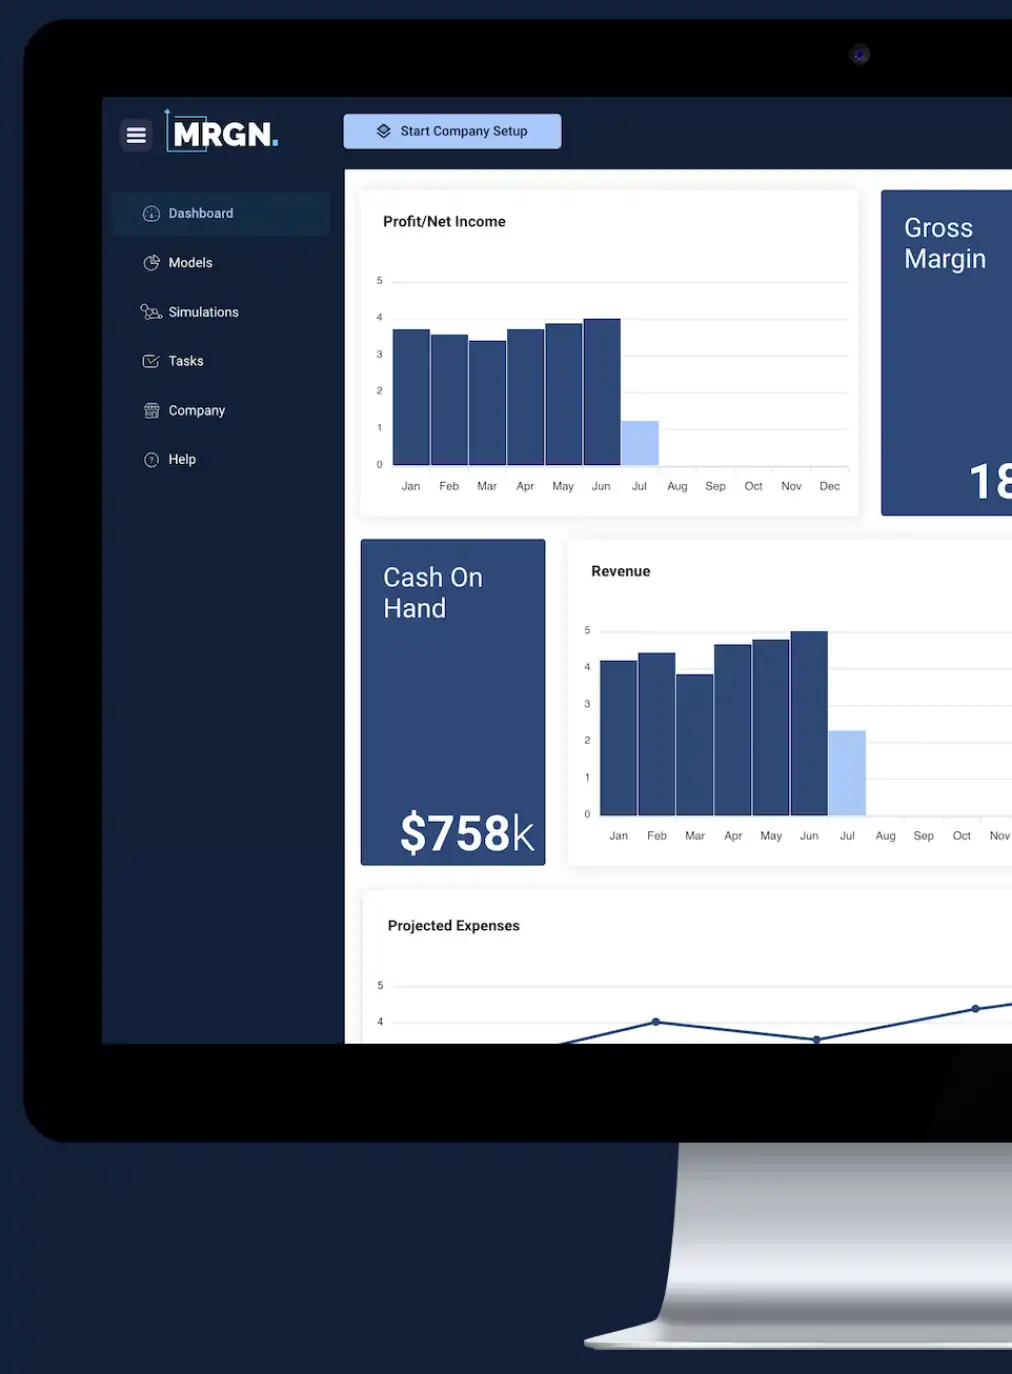 MRGN.
Start Company Setup
Dashboard
Models
Simulations
Tasks
Company
Help
Profit/Net Income
5
4
3
2
1
0
Jan Feb Mar Apr May Jun Jul Aug Sep Oct Nov Dec
Gross
Margin
18
Cash On
Hand
$758k
Revenue
5
4
3
2
1
0
Jan Feb Mar Apr May Jun Jul Aug Sep Oct Nov
Projected Expenses
5
4